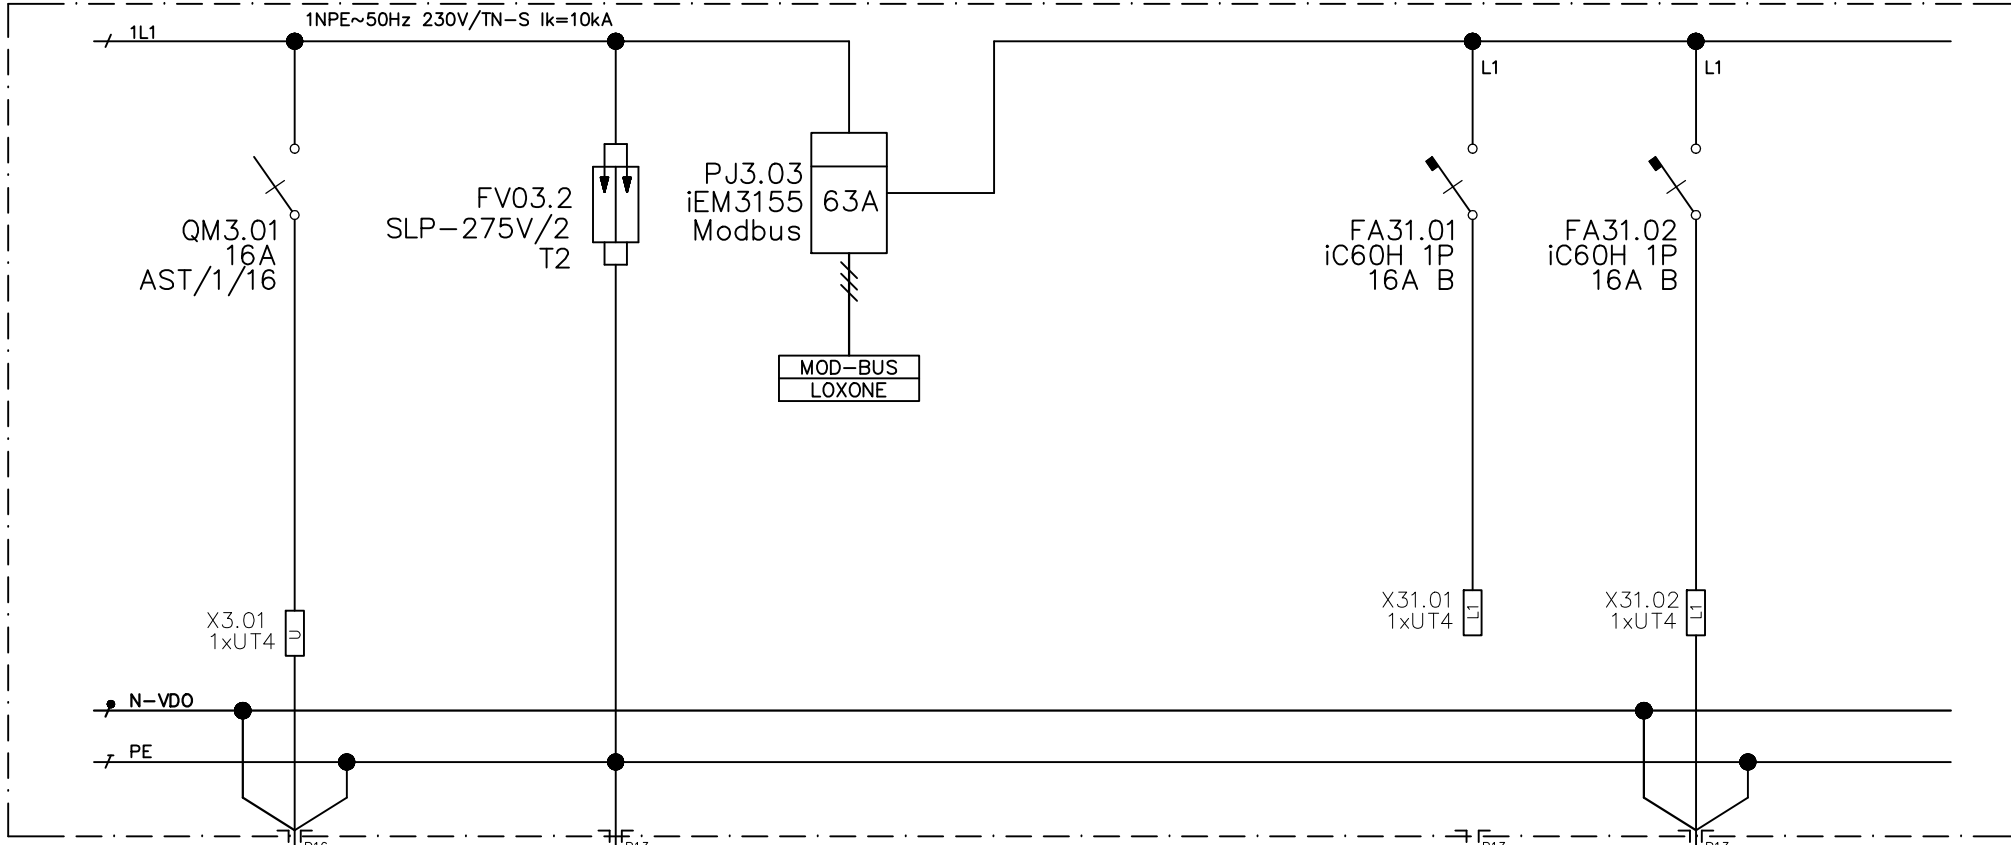 1NPE~50Hz 230V/TN-S Ik=10kA
1L1
L1
L1
QM3.01
16A
AST/1/16
FV03.2
SLP-275V/2
T2
PJ3.03
iEM3155
Modbus
63A
MOD-BUS
LOXONE
FA31.01
iC60H 1P
16A B
FA31.02
iC60H 1P
16A B
X3.01
1xUT4
U
X31.01
1xUT4
L1
X31.02
1xUT4
L1
N-VDO
PE